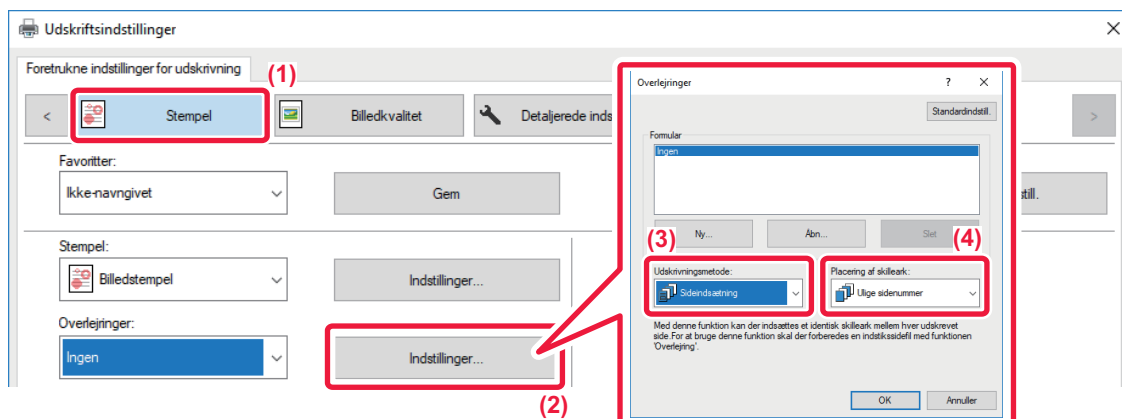 Udskriftsindstillinger
Foretrukne indstillinger for udskrivning
(1)
<
Stempel
Billedkvalitet
Detaljerede inds
>
Favoritter:
Ikke-navngivet
Gem
till.
Stempel:
Billedstempel
Indstillinger...
Overlejringer:
Ingen
Indstillinger...
(2)
Overlejringer
?
Standardindstill.
Formular
Ingen
Ny...
Åbn...
Slet
(3)
(4)
Udskrivningsmetode:
Sideindsætning
Placering af skilleark:
Ulige sidenummer
Med denne funktion kan der indsættes et identisk skilleark mellem hver udskrevet
side.For at bruge denne funktion skal der forberedes en indstikssidefil med funktionen
'Overlejring'.
OK
Annuller